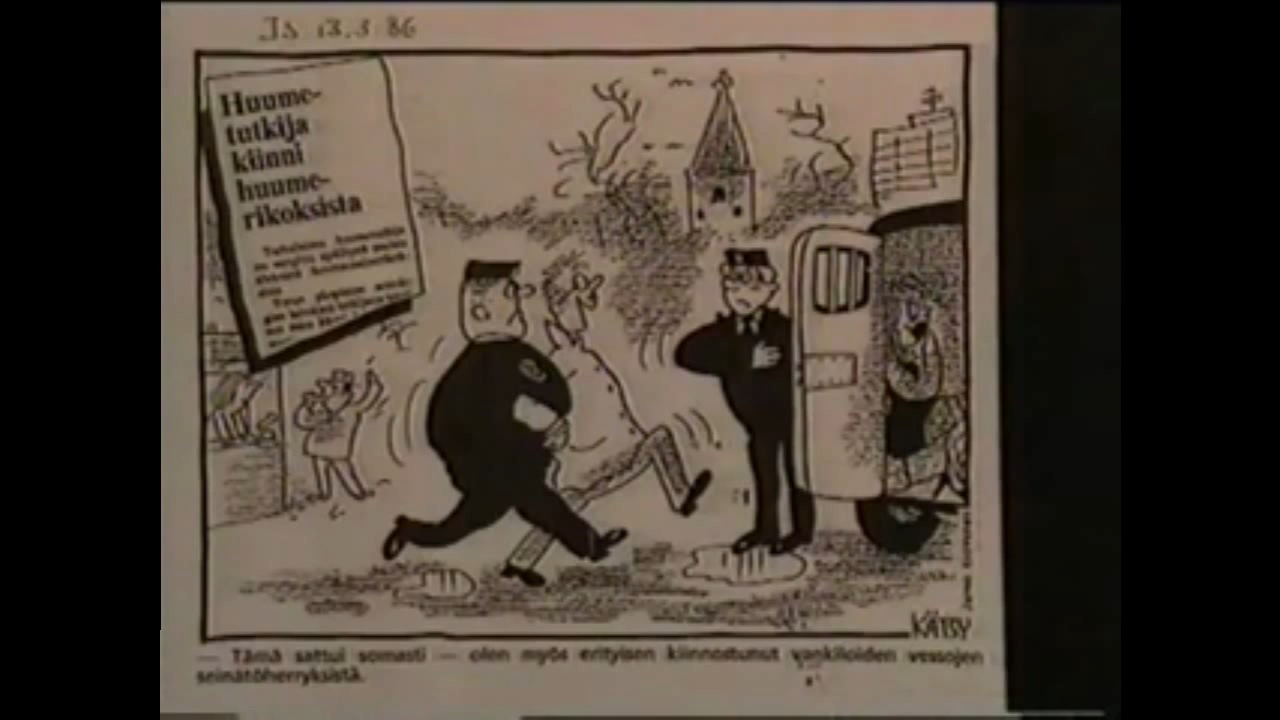 JS 13.3.86
Huume-
tutkija
kiinni
huume-
rikoksista
KÄTSY
— Tämä sattui somasti — olen myös erityisen kiinnostunut vankiloiden vessojen
seinätöherryksistä.